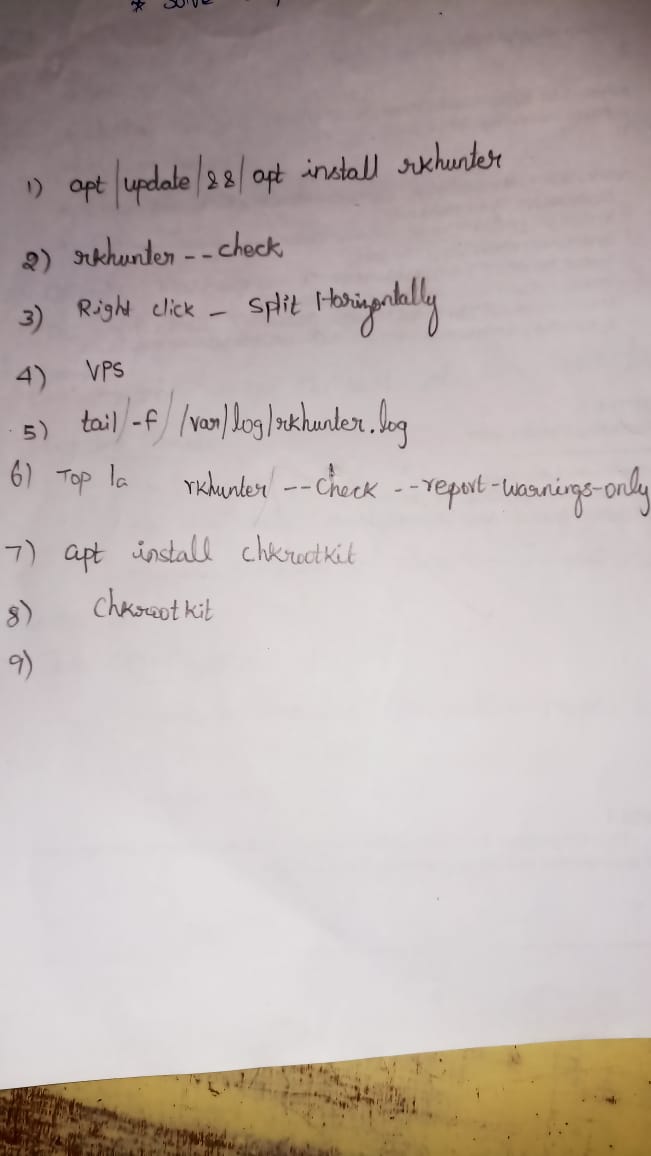 * Solve
1) apt/update/&&/apt install rkhunter
2) rkhunter --check
3) Right click - Split Horizontally
4) VPS
5) tail/-f/ /var/log/rkhunter.log
6) Top la rkhunter/ --check --report-warnings-only
7) apt install chkrootkit
8) Chkrootkit
9)